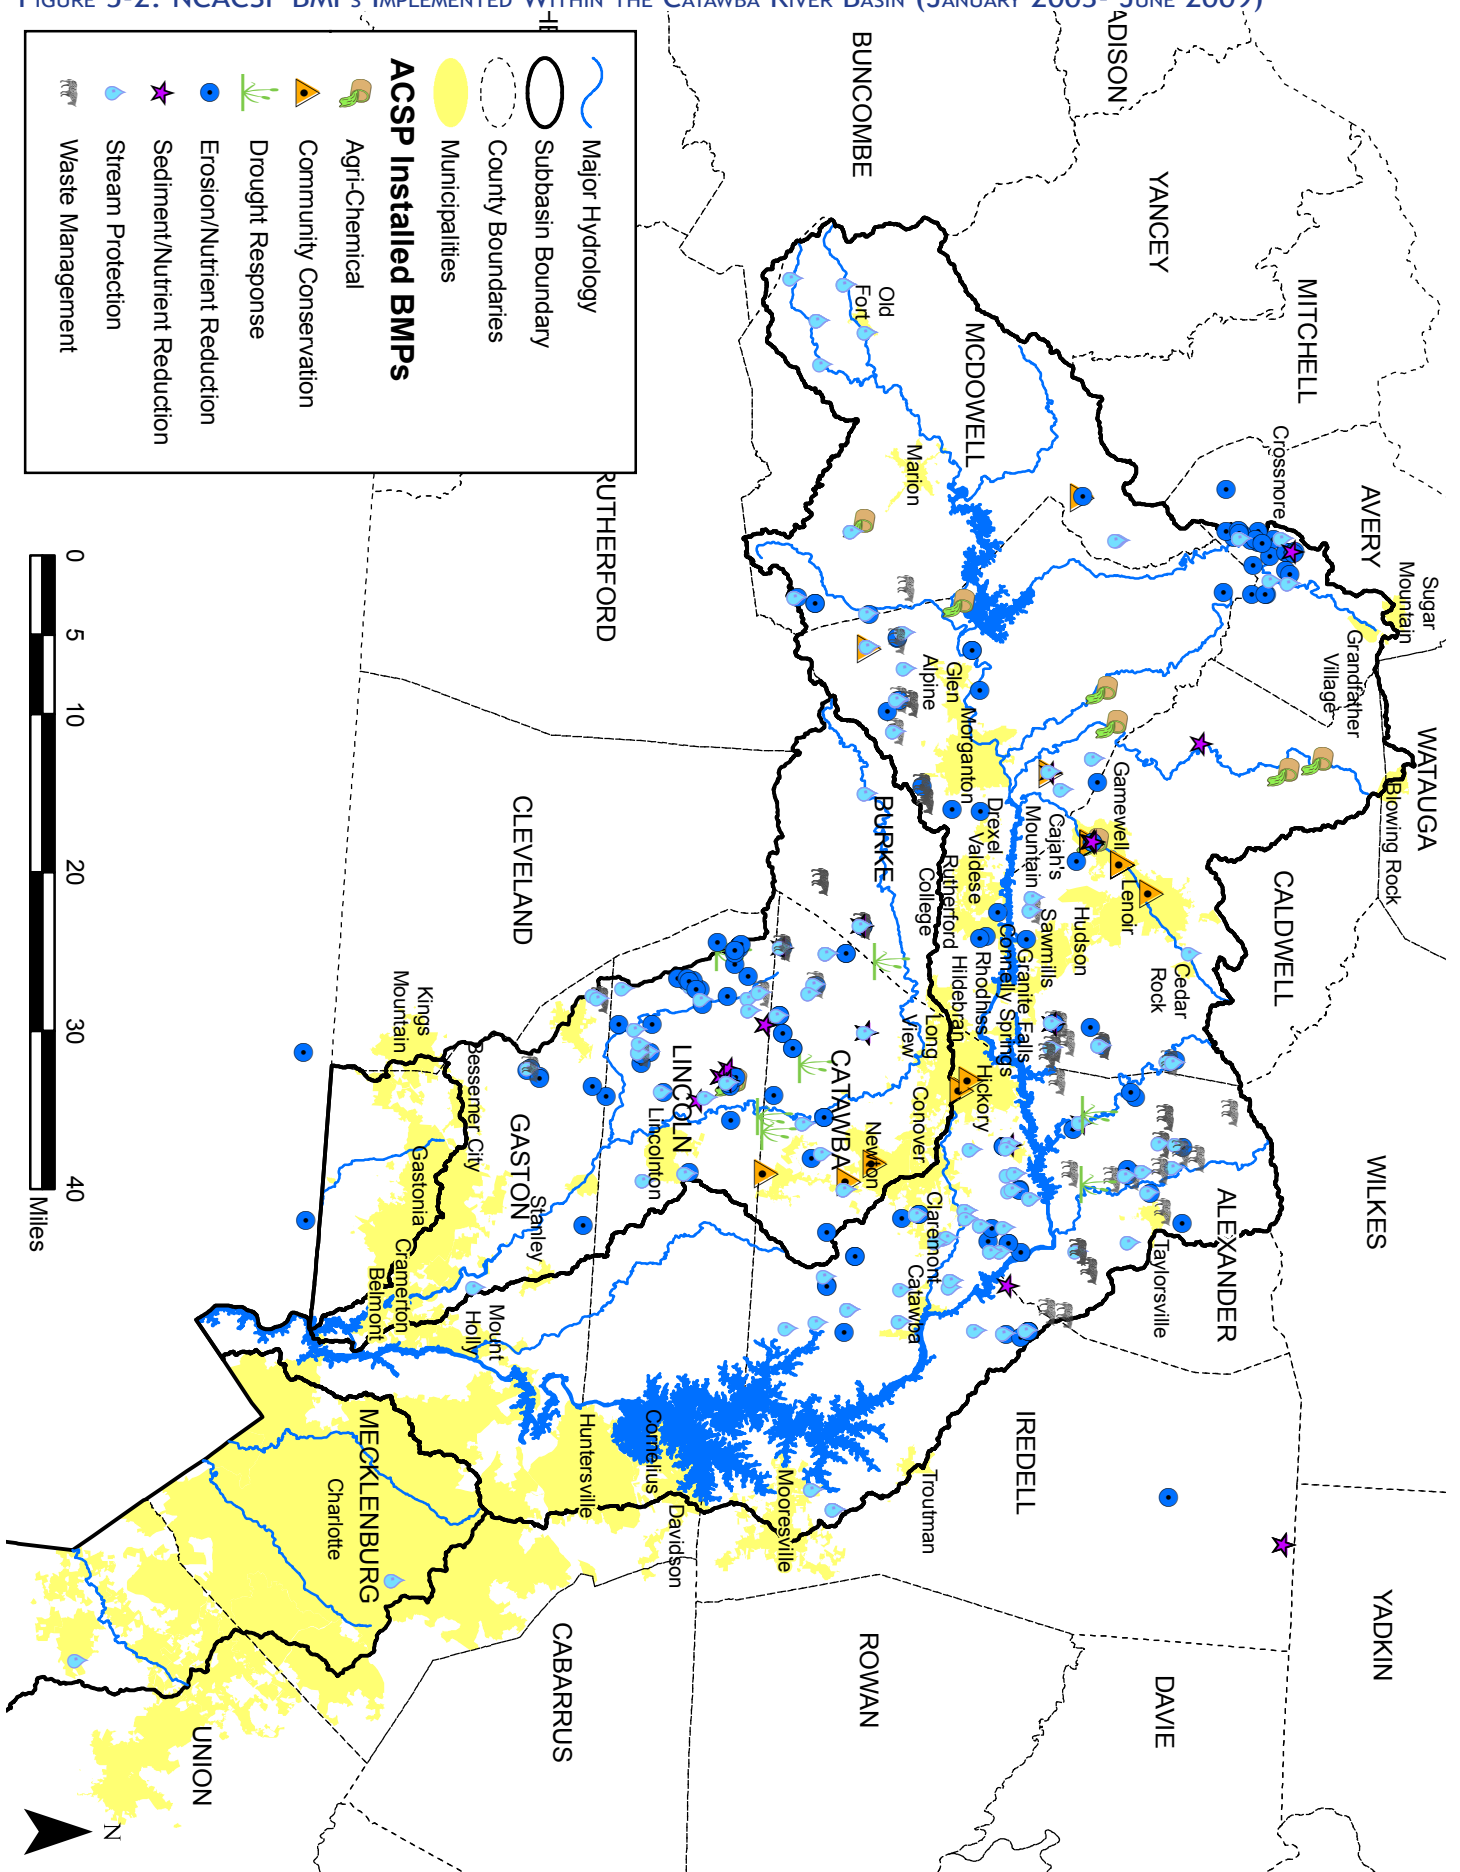 FIGURE 5-2: NCACSP BMPS IMPLEMENTED WITHIN THE CATAWBA RIVER BASIN (JANUARY 2003- JUNE 2009)
Major Hydrology
Subbasin Boundary
County Boundaries
Municipalities
ACSP Installed BMPs
Agri-Chemical
Community Conservation
Drought Response
Erosion/Nutrient Reduction
Sediment/Nutrient Reduction
Stream Protection
Waste Management
0 5 10 20 30 40
Miles
N
ADISON
BUNCOMBE
YANCEY
MITCHELL
AVERY
WATAUGA
CALDWELL
WILKES
YADKIN
MCDOWELL
BURKE
ALEXANDER
IREDELL
DAVIE
ROWAN
RUTHERFORD
CLEVELAND
CATAWBA
LINCOLN
GASTON
MECKLENBURG
CABARRUS
UNION
Sugar
Mountain
Grandfather
Village
Crossnore
Blowing Rock
Old
Fort
Marion
Glen
Alpine
Morganton
Drexel
Valdese
Rutherford
College
Gamewell
Cajah's
Mountain
Lenoir
Hudson
Sawmills
Cedar
Rock
Granite Falls
Connelly Springs
Rhodhiss
Hildebran
Long
View
Hickory
Conover
Newton
Claremont
Catawba
Taylorsville
Troutman
Mooresville
Davidson
Cornelius
Huntersville
Lincolnton
Stanley
Mount
Holly
Kings
Mountain
Bessemer City
Gastonia
Cramerton
Belmont
Charlotte